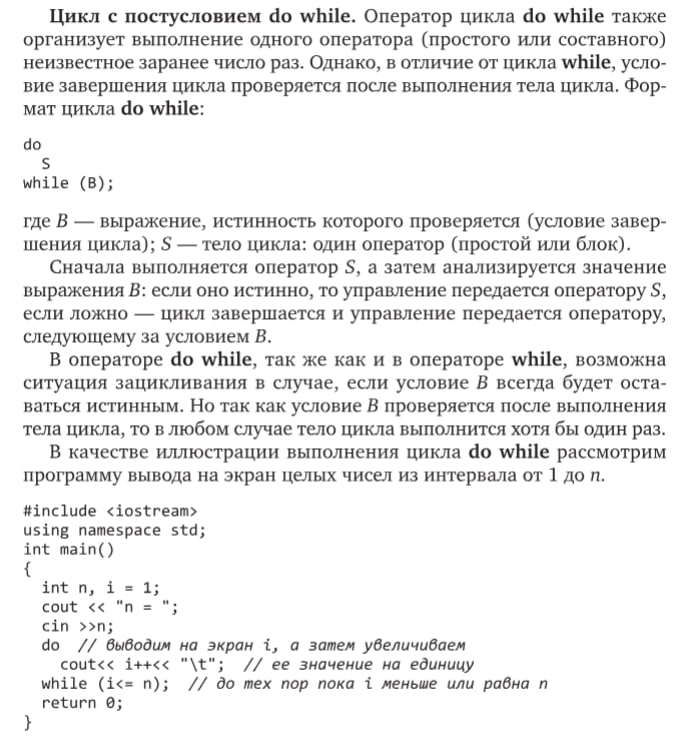 Цикл с постусловием do while. Оператор цикла do while также
организует выполнение одного оператора (простого или составного)
неизвестное заранее число раз. Однако, в отличие от цикла while, усло-
вие завершения цикла проверяется после выполнения тела цикла. Фор-
мат цикла do while:
do
  S
while (B);
где B — выражение, истинность которого проверяется (условие завер-
шения цикла); S — тело цикла: один оператор (простой или блок).
Сначала выполняется оператор S, а затем анализируется значение
выражения B: если оно истинно, то управление передается оператору S,
если ложно — цикл завершается и управление передается оператору,
следующему за условием B.
В операторе do while, так же как и в операторе while, возможна
ситуация зацикливания в случае, если условие B всегда будет оста-
ваться истинным. Но так как условие B проверяется после выполнения
тела цикла, то в любом случае тело цикла выполнится хотя бы один раз.
В качестве иллюстрации выполнения цикла do while рассмотрим
программу вывода на экран целых чисел из интервала от 1 до n.
#include <iostream>
using namespace std;
int main()
{
  int n, i = 1;
  cout << "n = ";
  cin >>n;
  do  // выводим на экран i, а затем увеличиваем
    cout<< i++<< "\t";  // ее значение на единицу
  while (i<= n);  // до тех пор пока i меньше или равна n
  return 0;
}